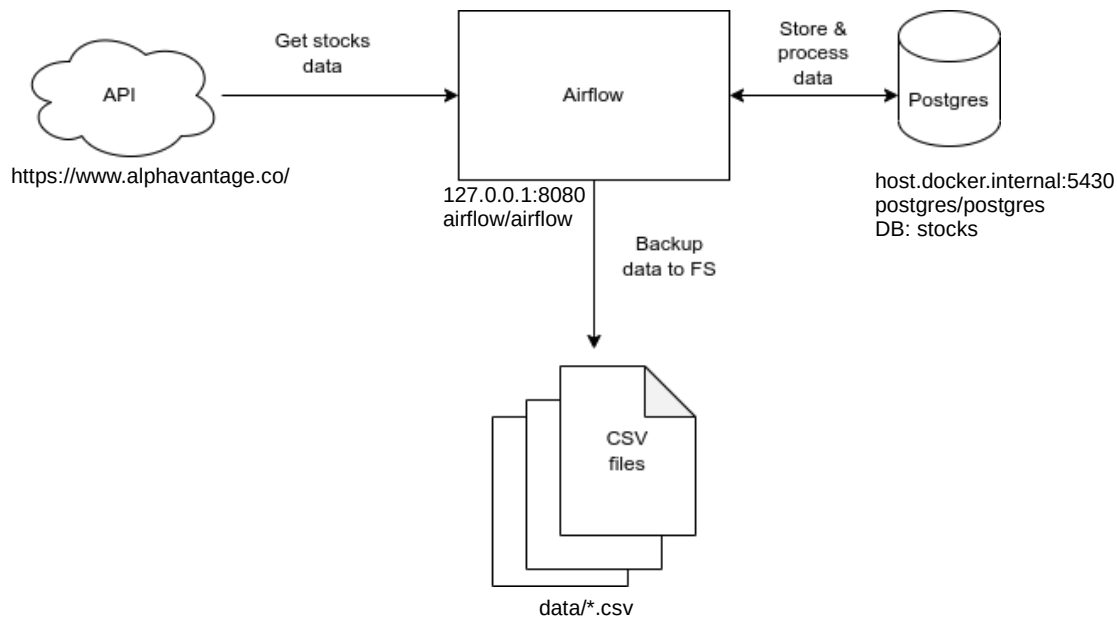 Get stocks
data
Store &
process
data
API
Airflow
Postgres
https://www.alphavantage.co/
127.0.0.1:8080
airflow/airflow
host.docker.internal:5430
postgres/postgres
DB: stocks
Backup
data to FS
CSV
files
data/*.csv